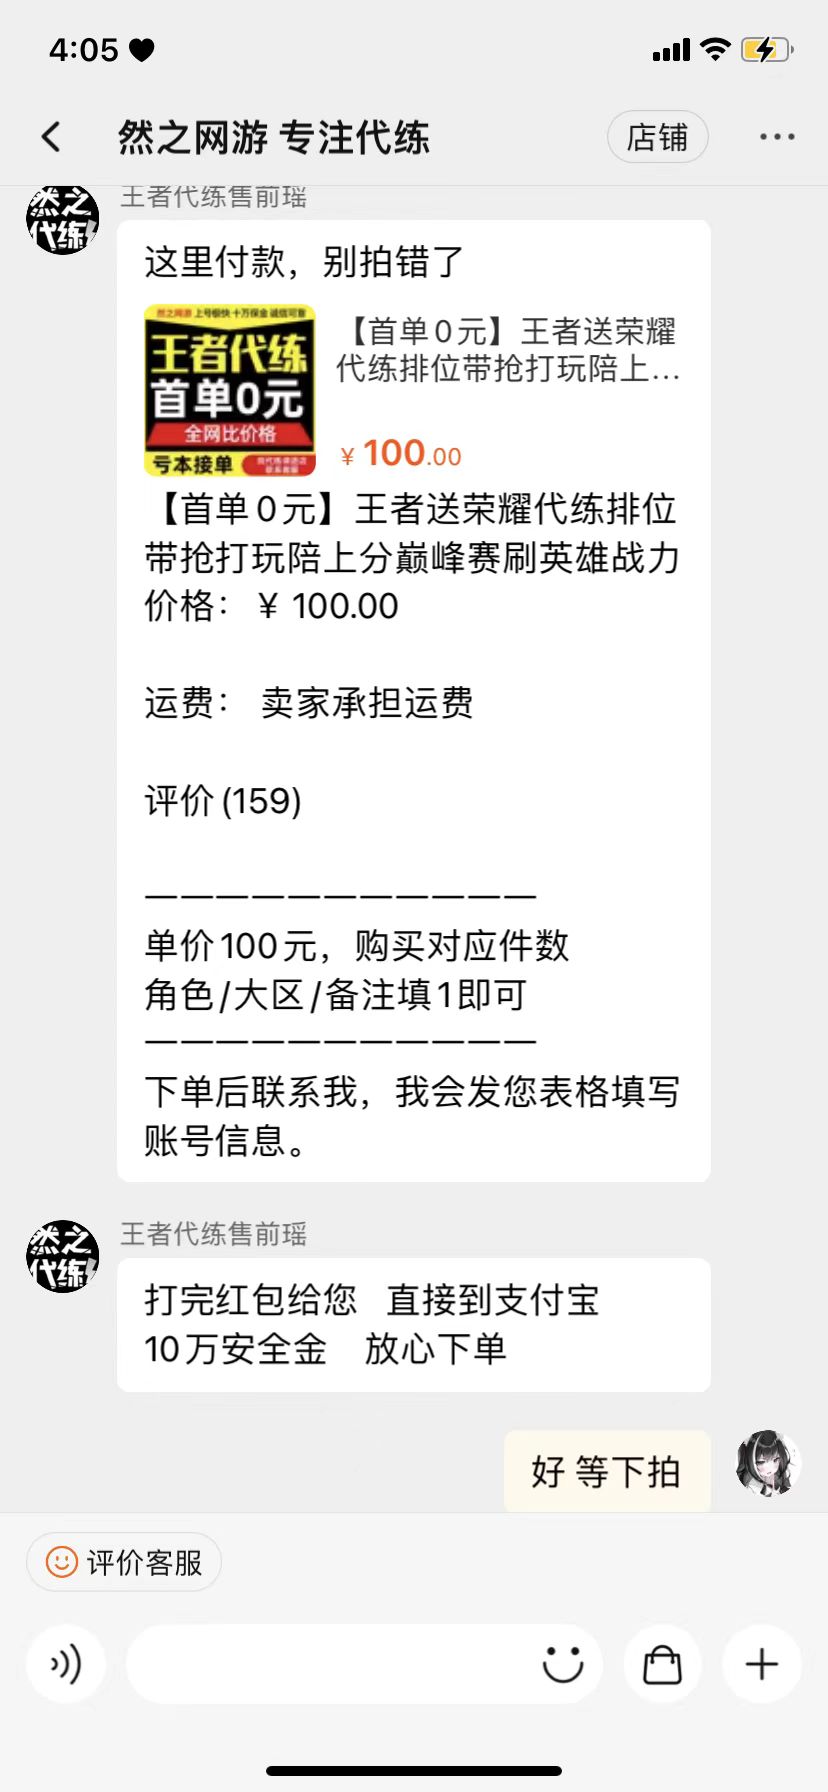 4:05
然之网游 专注代练
店铺
王者代练售前瑶
然之
代练
这里付款，别拍错了
然之网游 上号极快 十万保金 诚信可靠
王者代练
首单0元
全网比价格
亏本接单
【首单0元】王者送荣耀
代练排位带抢打玩陪上...
¥ 100.00
【首单0元】王者送荣耀代练排位
带抢打玩陪上分巅峰赛刷英雄战力
价格： ¥ 100.00
运费： 卖家承担运费
评价(159)
———————————
单价100元，购买对应件数
角色/大区/备注填1即可
———————————
下单后联系我，我会发您表格填写
账号信息。
王者代练售前瑶
然之
代练
打完红包给您 直接到支付宝
10万安全金 放心下单
好 等下拍
评价客服